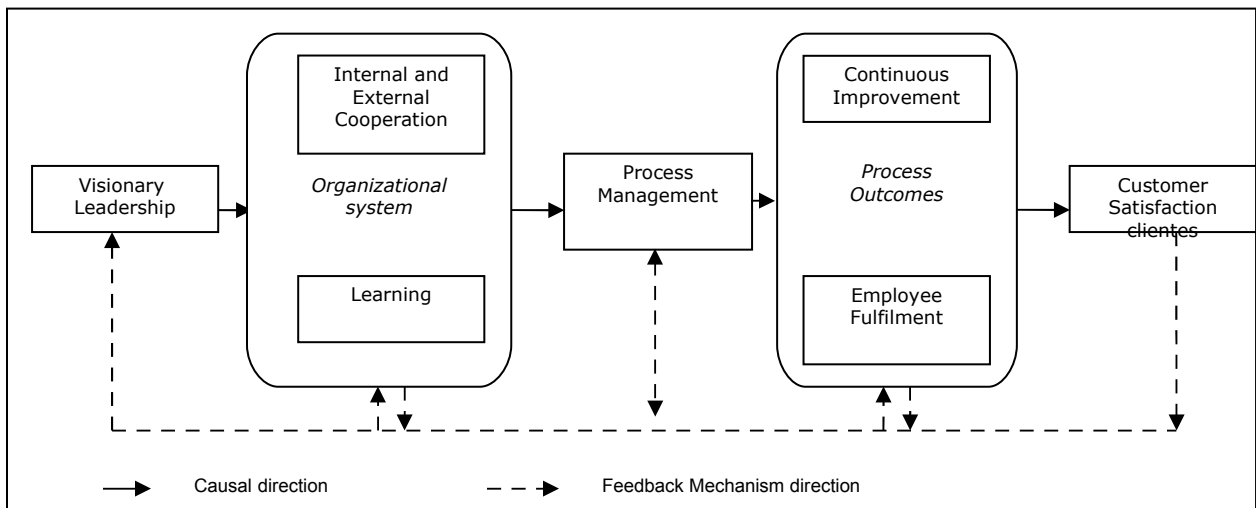 Visionary
Leadership
Internal and
External
Cooperation
Organizational
system
Learning
Process
Management
Continuous
Improvement
Process
Outcomes
Employee
Fulfilment
Customer
Satisfaction
clientes
Causal direction
Feedback Mechanism direction